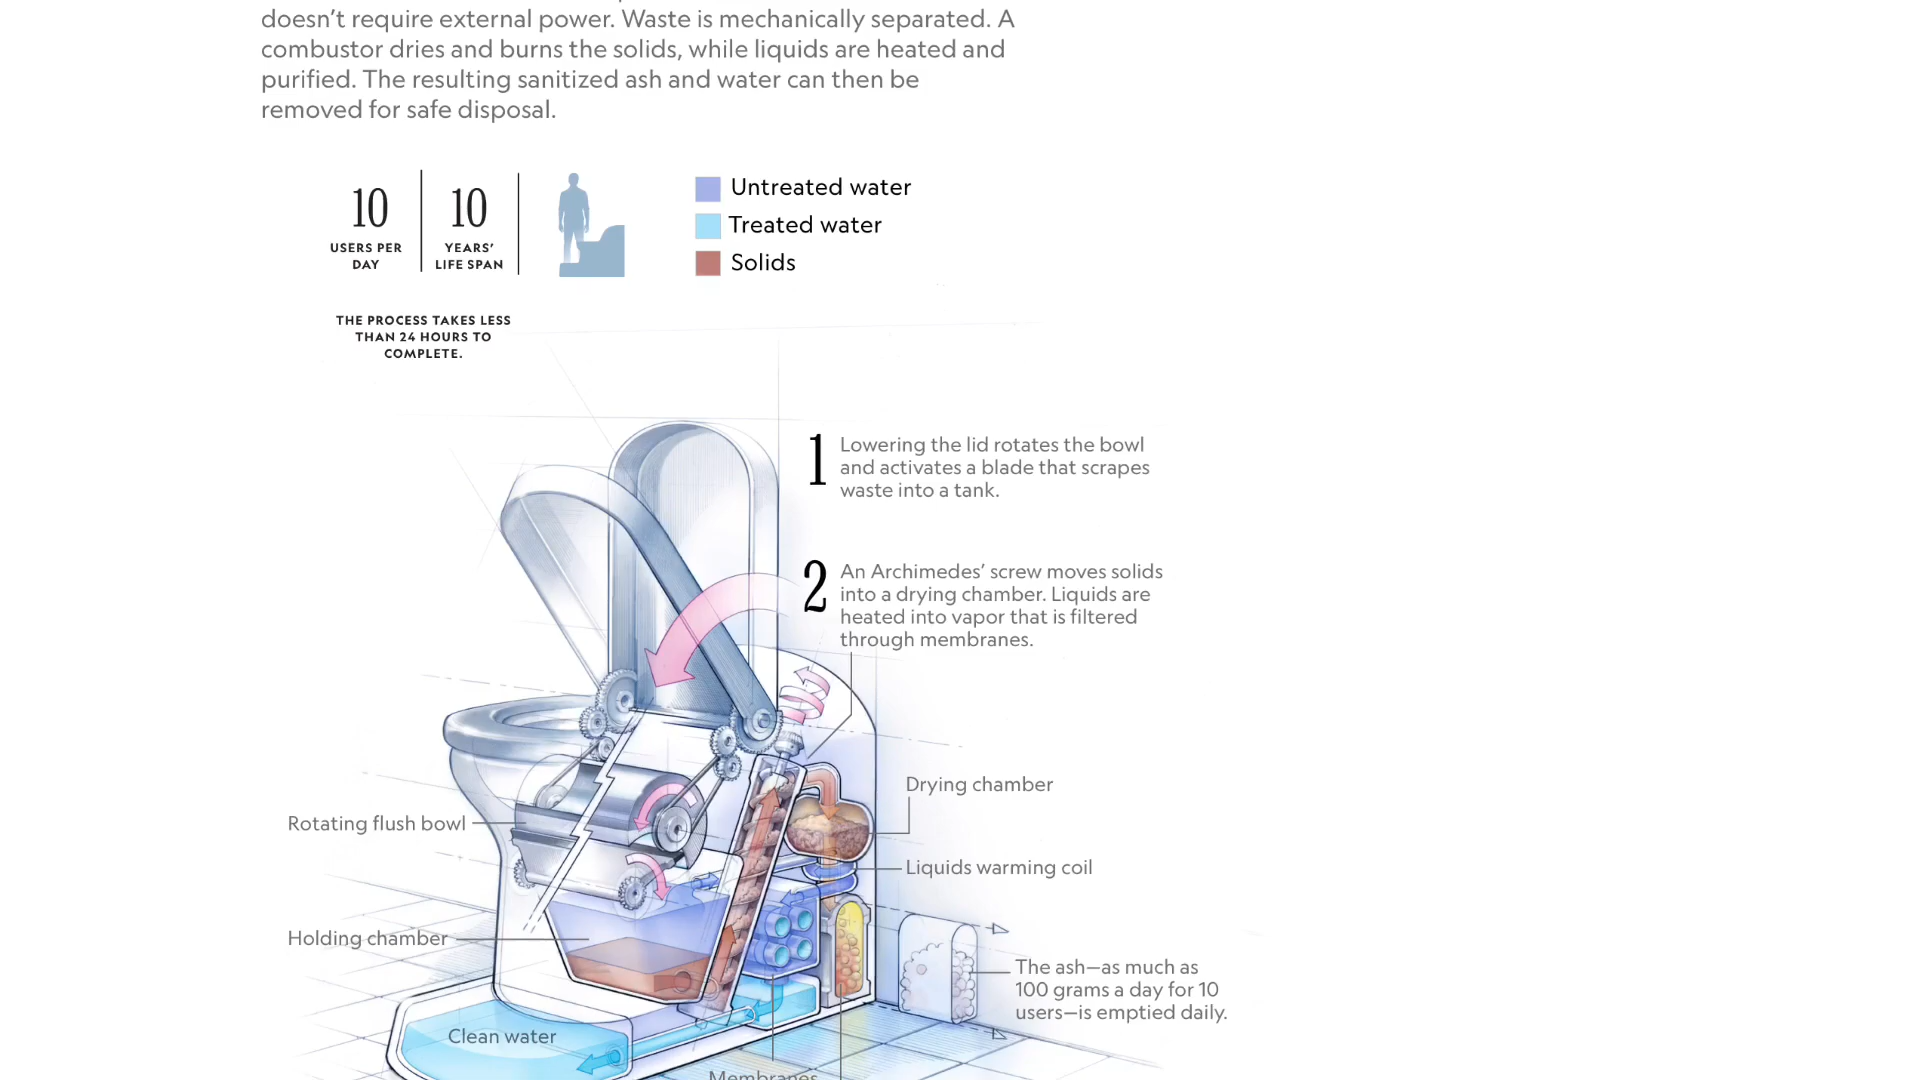 doesn't require external power. Waste is mechanically separated. A
combustor dries and burns the solids, while liquids are heated and
purified. The resulting sanitized ash and water can then be
removed for safe disposal.
10
USERS PER
DAY
10
YEARS'
LIFE SPAN
Untreated water
Treated water
Solids
THE PROCESS TAKES LESS
THAN 24 HOURS TO
COMPLETE.
1
Lowering the lid rotates the bowl
and activates a blade that scrapes
waste into a tank.
2
An Archimedes' screw moves solids
into a drying chamber. Liquids are
heated into vapor that is filtered
through membranes.
Drying chamber
Rotating flush bowl
Liquids warming coil
Holding chamber
The ash—as much as
100 grams a day for 10
users—is emptied daily.
Clean water
Membranes